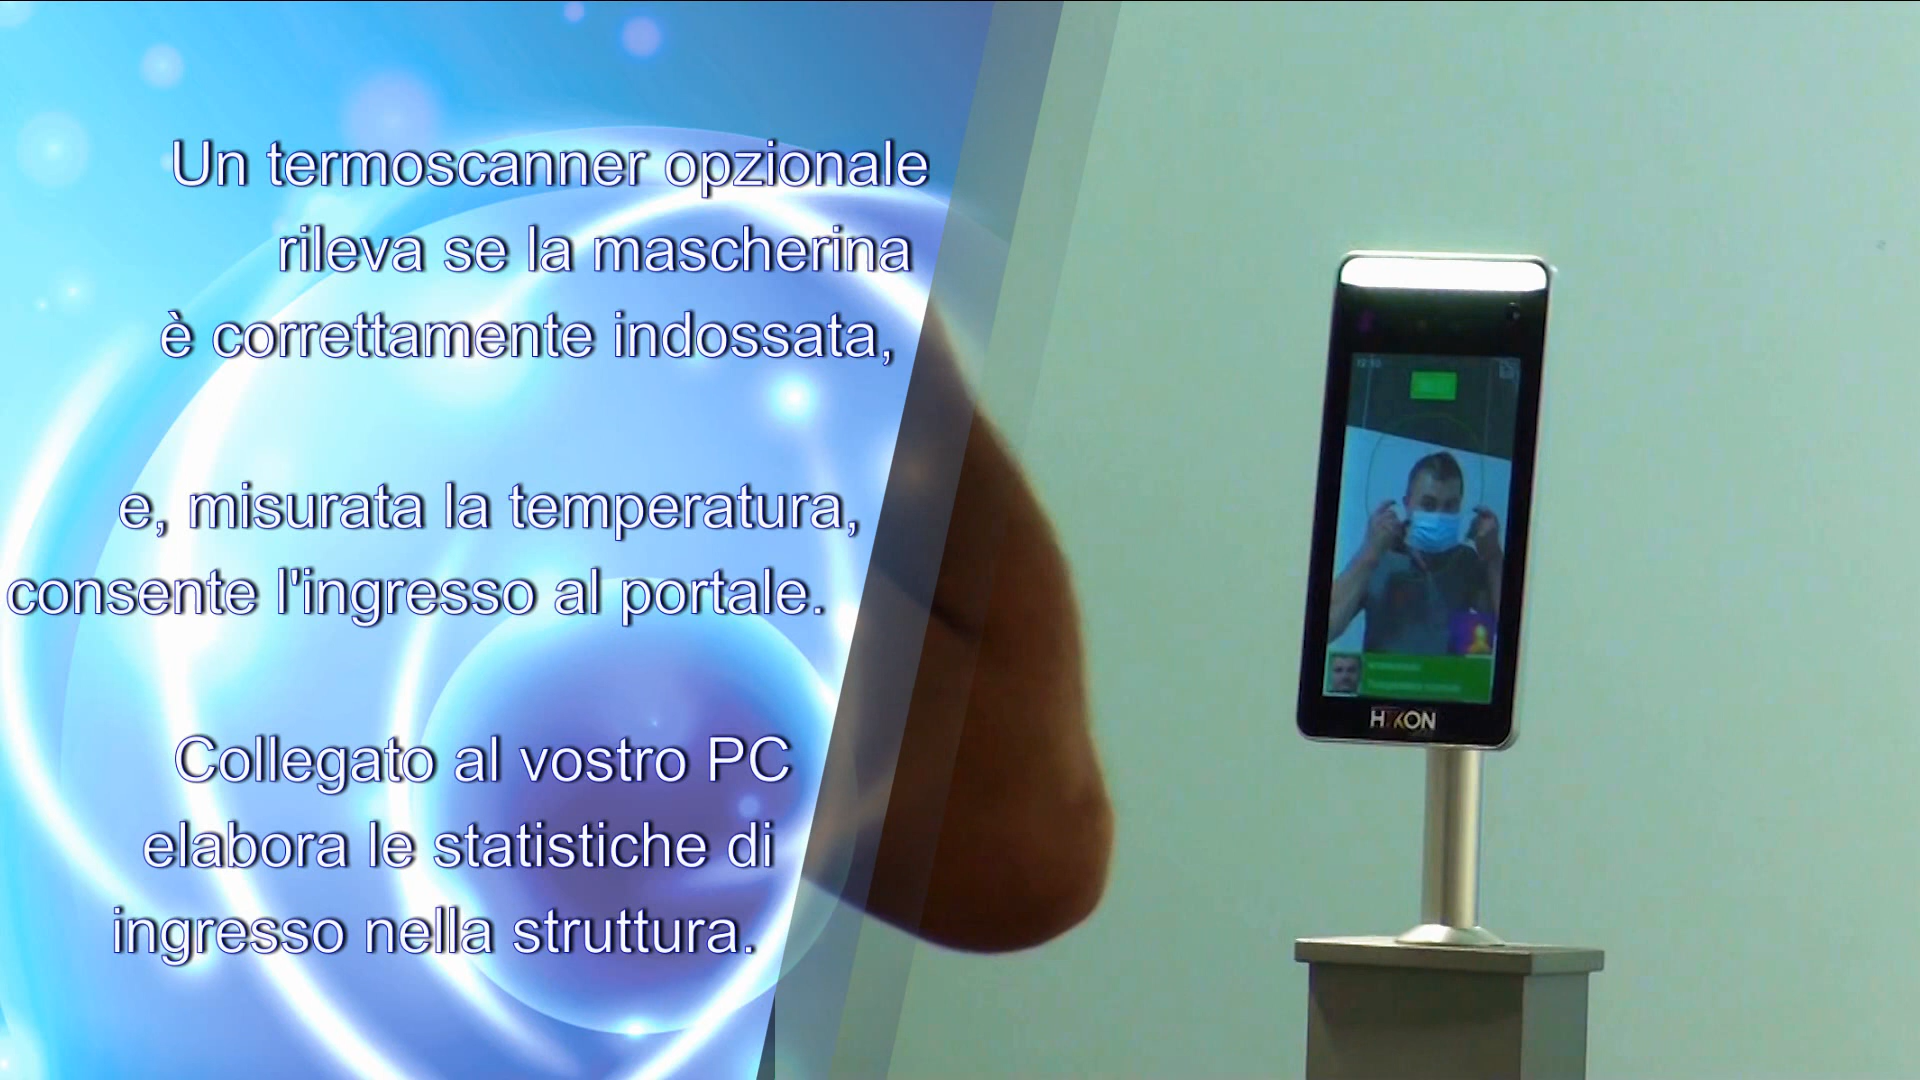 Un termoscanner opzionale
rileva se la mascherina
è correttamente indossata,
e, misurata la temperatura,
consente l'ingresso al portale.
Collegato al vostro PC
elabora le statistiche di
ingresso nella struttura.
HIKON